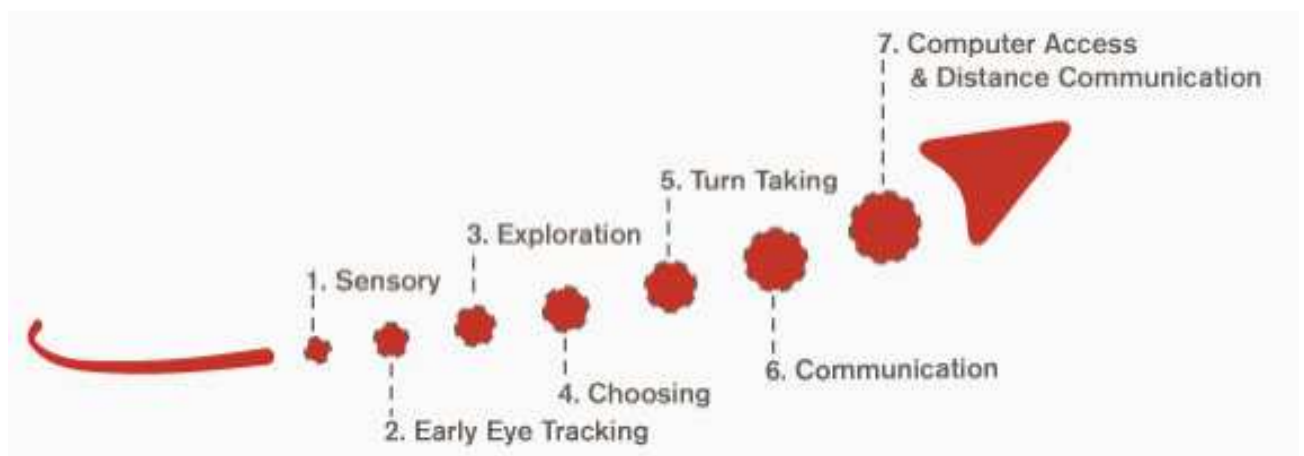 1. Sensory
2. Early Eye Tracking
3. Exploration
4. Choosing
5. Turn Taking
6. Communication
7. Computer Access
& Distance Communication